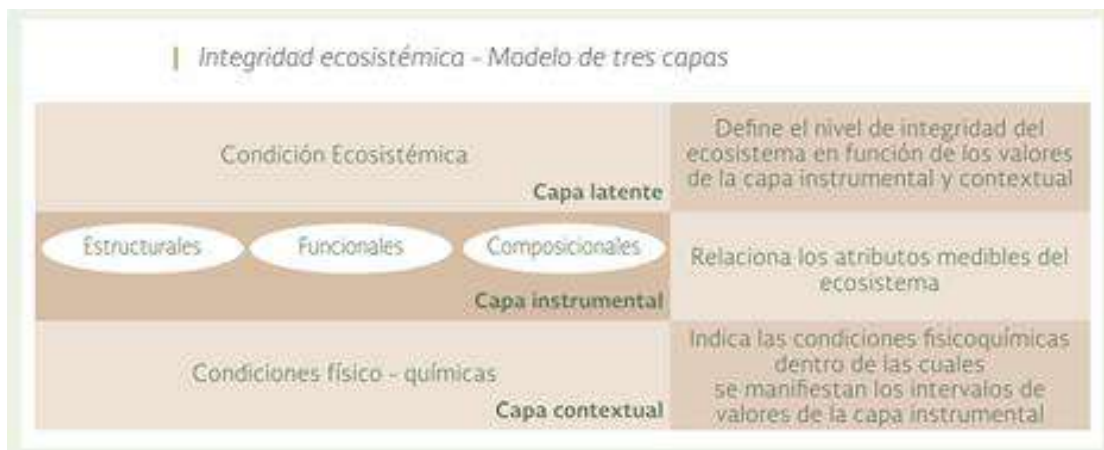 Integridad ecosistémica - Modelo de tres capas
Condición Ecosistémica
Capa latente
Define el nivel de integridad del
ecosistema en función de los valores
de la capa instrumental y contextual
Estructurales Funcionales Composicionales
Capa instrumental
Relaciona los atributos medibles del
ecosistema
Condiciones físico - químicas
Capa contextual
Indica las condiciones fisicoquímicas
dentro de las cuales
se manifiestan los intervalos de
valores de la capa instrumental